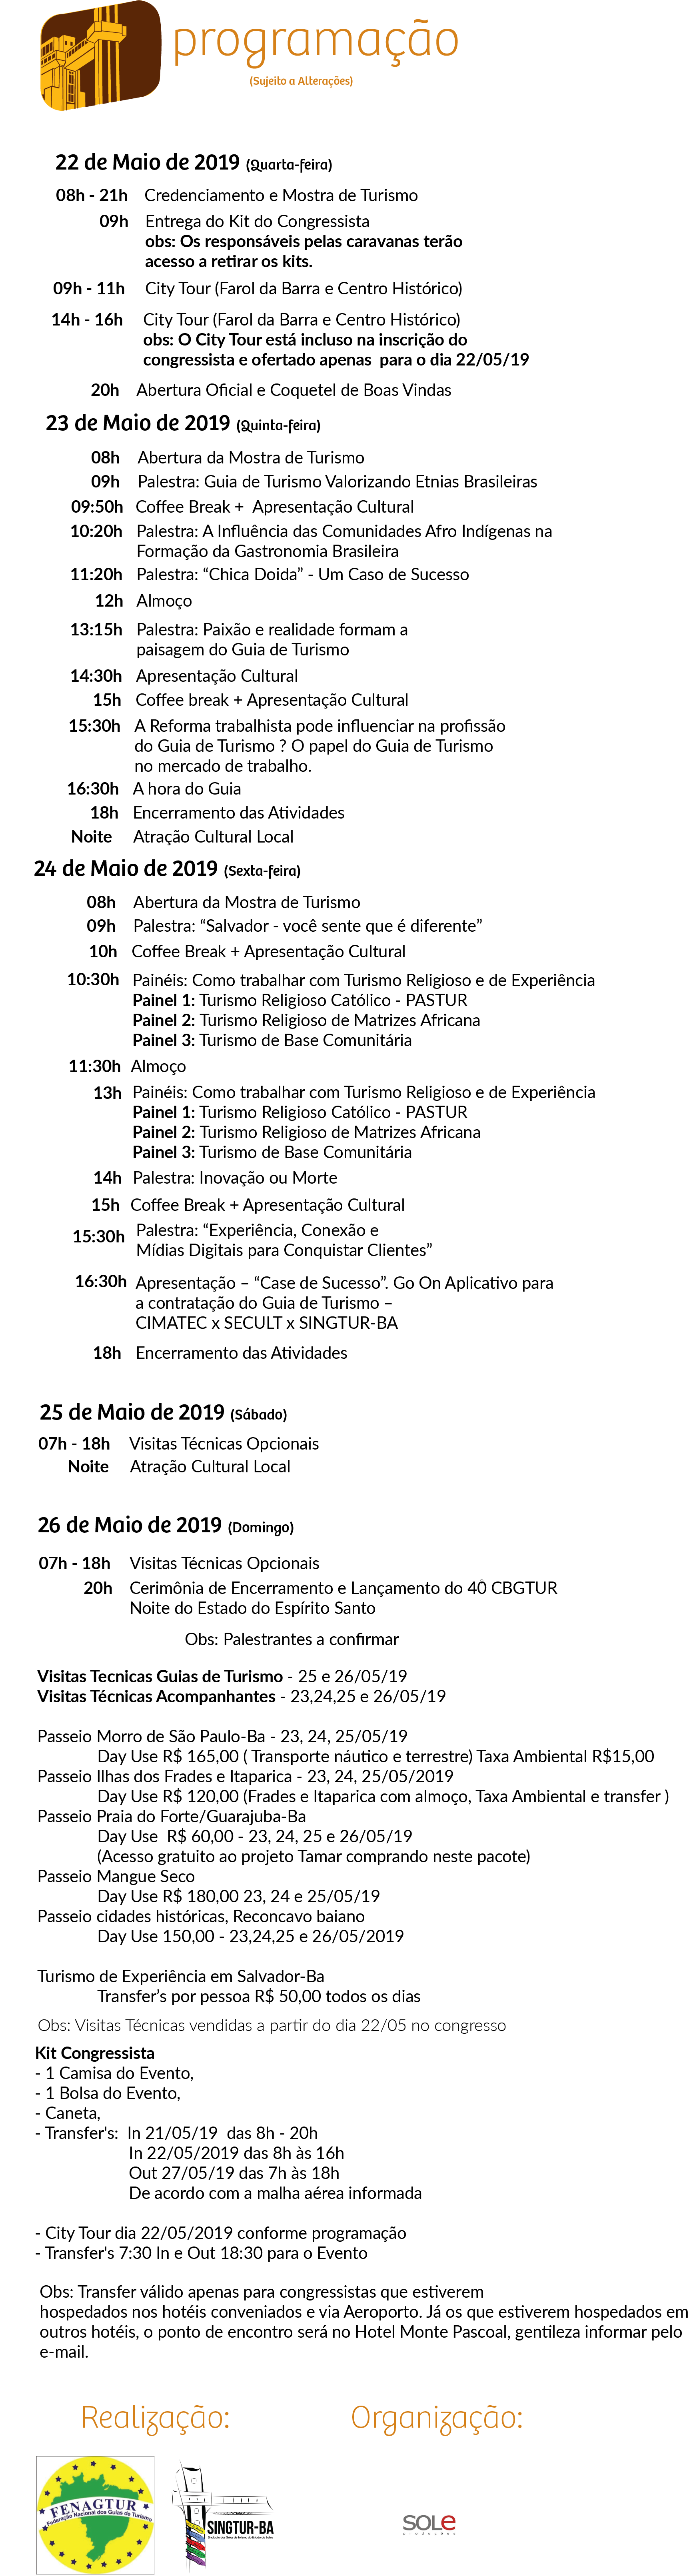 programação
(Sujeito a Alterações)
22 de Maio de 2019 (Quarta-feira)
08h - 21h Credenciamento e Mostra de Turismo
09h Entrega do Kit do Congressista
obs: Os responsáveis pelas caravanas terão
acesso a retirar os kits.
09h - 11h City Tour (Farol da Barra e Centro Histórico)
14h - 16h City Tour (Farol da Barra e Centro Histórico)
obs: O City Tour está incluso na inscrição do
congressista e ofertado apenas para o dia 22/05/19
20h Abertura Oficial e Coquetel de Boas Vindas
23 de Maio de 2019 (Quinta-feira)
08h Abertura da Mostra de Turismo
09h Palestra: Guia de Turismo Valorizando Etnias Brasileiras
09:50h Coffee Break + Apresentação Cultural
10:20h Palestra: A Influência das Comunidades Afro Indígenas na
Formação da Gastronomia Brasileira
11:20h Palestra: “Chica Doida” - Um Caso de Sucesso
12h Almoço
13:15h Palestra: Paixão e realidade formam a
paisagem do Guia de Turismo
14:30h Apresentação Cultural
15h Coffee break + Apresentação Cultural
15:30h A Reforma trabalhista pode influenciar na profissão
do Guia de Turismo ? O papel do Guia de Turismo
no mercado de trabalho.
16:30h A hora do Guia
18h Encerramento das Atividades
Noite Atração Cultural Local
24 de Maio de 2019 (Sexta-feira)
08h Abertura da Mostra de Turismo
09h Palestra: “Salvador - você sente que é diferente”
10h Coffee Break + Apresentação Cultural
10:30h Painéis: Como trabalhar com Turismo Religioso e de Experiência
Painel 1: Turismo Religioso Católico - PASTUR
Painel 2: Turismo Religioso de Matrizes Africana
Painel 3: Turismo de Base Comunitária
11:30h Almoço
13h Painéis: Como trabalhar com Turismo Religioso e de Experiência
Painel 1: Turismo Religioso Católico - PASTUR
Painel 2: Turismo Religioso de Matrizes Africana
Painel 3: Turismo de Base Comunitária
14h Palestra: Inovação ou Morte
15h Coffee Break + Apresentação Cultural
15:30h Palestra: “Experiência, Conexão e
Mídias Digitais para Conquistar Clientes”
16:30h Apresentação – “Case de Sucesso”. Go On Aplicativo para
a contratação do Guia de Turismo –
CIMATEC x SECULT x SINGTUR-BA
18h Encerramento das Atividades
25 de Maio de 2019 (Sábado)
07h - 18h Visitas Técnicas Opcionais
Noite Atração Cultural Local
26 de Maio de 2019 (Domingo)
07h - 18h Visitas Técnicas Opcionais
20h Cerimônia de Encerramento e Lançamento do 40 CBGTUR
Noite do Estado do Espírito Santo
Obs: Palestrantes a confirmar
Visitas Tecnicas Guias de Turismo - 25 e 26/05/19
Visitas Técnicas Acompanhantes - 23,24,25 e 26/05/19
Passeio Morro de São Paulo-Ba - 23, 24, 25/05/19
Day Use R$ 165,00 ( Transporte náutico e terrestre) Taxa Ambiental R$15,00
Passeio Ilhas dos Frades e Itaparica - 23, 24, 25/05/2019
Day Use R$ 120,00 (Frades e Itaparica com almoço, Taxa Ambiental e transfer )
Passeio Praia do Forte/Guarajuba-Ba
Day Use R$ 60,00 - 23, 24, 25 e 26/05/19
(Acesso gratuito ao projeto Tamar comprando neste pacote)
Passeio Mangue Seco
Day Use R$ 180,00 23, 24 e 25/05/19
Passeio cidades históricas, Reconcavo baiano
Day Use 150,00 - 23,24,25 e 26/05/2019
Turismo de Experiência em Salvador-Ba
Transfer’s por pessoa R$ 50,00 todos os dias
Obs: Visitas Técnicas vendidas a partir do dia 22/05 no congresso
Kit Congressista
- 1 Camisa do Evento,
- 1 Bolsa do Evento,
- Caneta,
- Transfer's: In 21/05/19 das 8h - 20h
In 22/05/2019 das 8h às 16h
Out 27/05/19 das 7h às 18h
De acordo com a malha aérea informada
- City Tour dia 22/05/2019 conforme programação
- Transfer's 7:30 In e Out 18:30 para o Evento
Obs: Transfer válido apenas para congressistas que estiverem
hospedados nos hotéis conveniados e via Aeroporto. Já os que estiverem hospedados em
outros hotéis, o ponto de encontro será no Hotel Monte Pascoal, gentileza informar pelo
e-mail.
Realização: Organização:
FENAGTUR
Federação Nacional dos Guias de Turismo
SINGTUR-BA
SOLe
produções